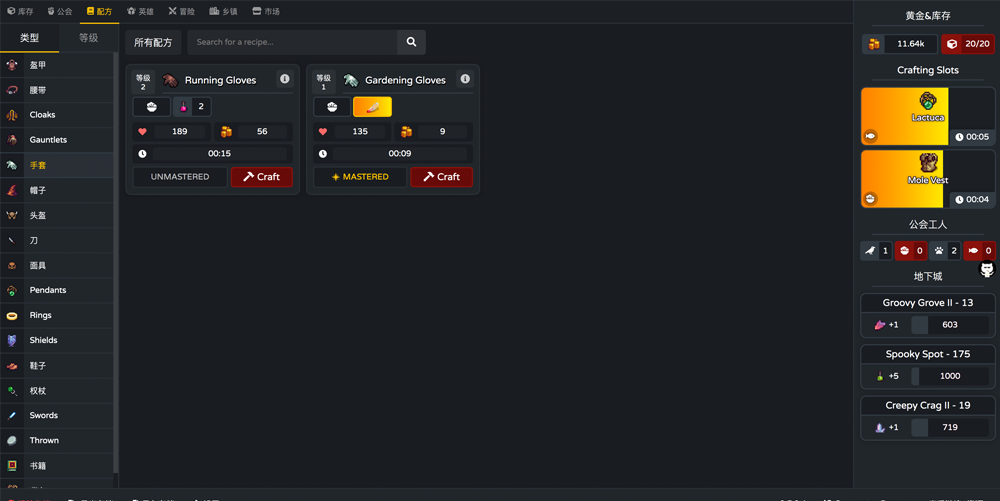 库存 公会 配方 英雄 冒险 乡镇 市场
类型 等级
盔甲
腰带
Cloaks
Gauntlets
手套
帽子
头盔
刀
面具
Pendants
Rings
Shields
鞋子
权杖
Swords
Thrown
书籍
所有配方 Search for a recipe...
等级 2 Running Gloves
2
189 56
00:15
UNMASTERED Craft
等级 1 Gardening Gloves
135 9
00:09
MASTERED Craft
黄金&库存
11.64k 20/20
Crafting Slots
Lactuca
00:05
Mole Vest
00:04
公会工人
1 0 2 0
地下城
Groovy Grove II - 13
+1 603
Spooky Spot - 175
+5 1000
Creepy Crag II - 19
+1 719